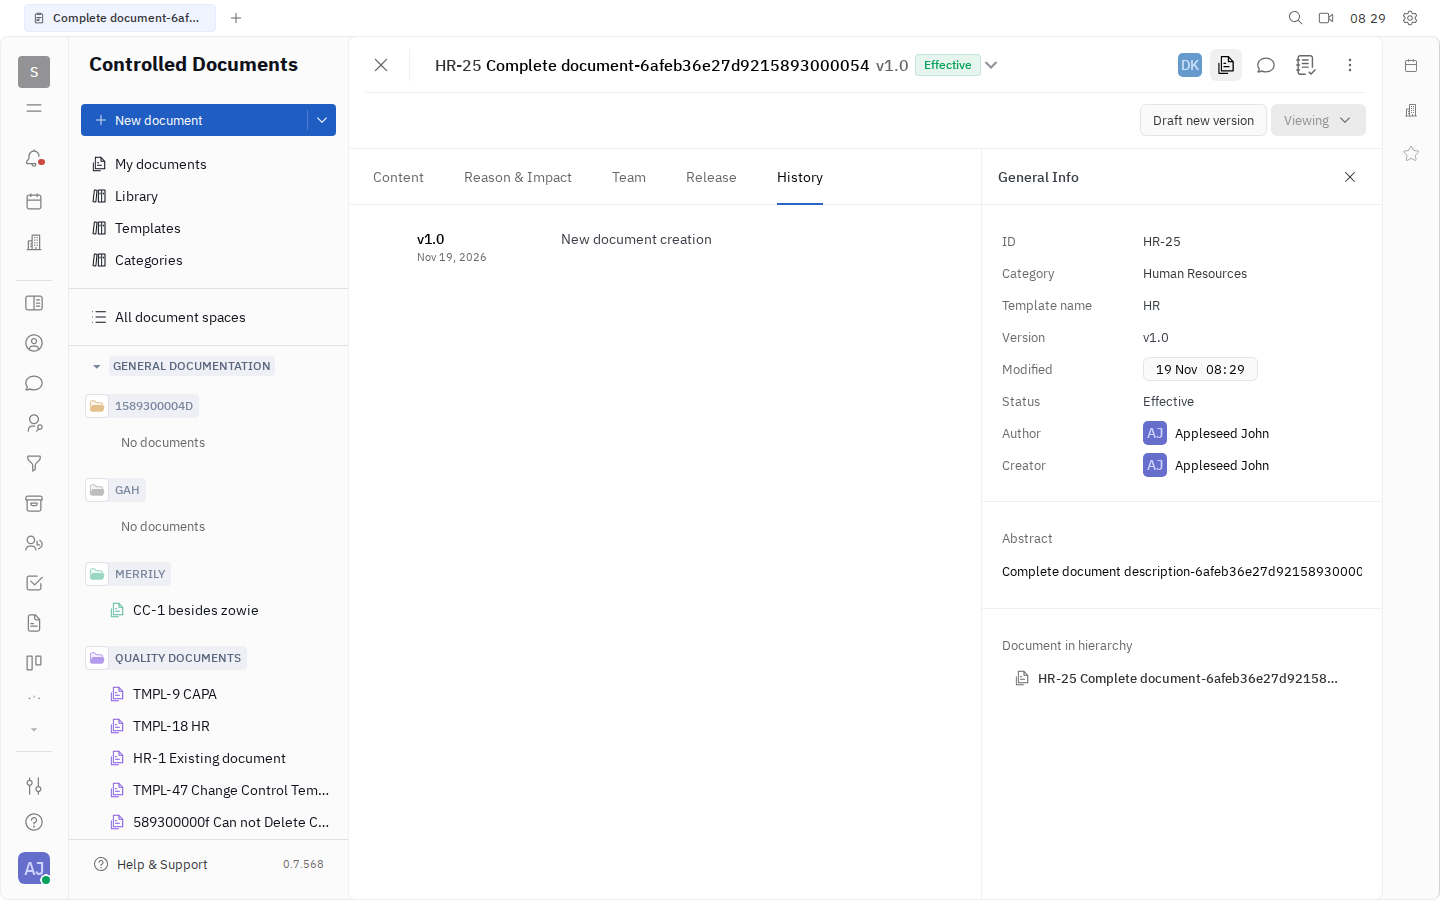 Complete document-6af...
08 29
S
Controlled Documents
New document
My documents
Library
Templates
Categories
All document spaces
GENERAL DOCUMENTATION
1589300004D
No documents
GAH
No documents
MERRILY
CC-1 besides zowie
QUALITY DOCUMENTS
TMPL-9 CAPA
TMPL-18 HR
HR-1 Existing document
TMPL-47 Change Control Tem...
589300000f Can not Delete C...
Help & Support
0.7.568
AJ
HR-25 Complete document-6afeb36e27d9215893000054 v1.0 Effective
DK
Draft new version
Viewing
Content
Reason & Impact
Team
Release
History
v1.0
New document creation
Nov 19, 2026
General Info
ID HR-25
Category Human Resources
Template name HR
Version v1.0
Modified 19 Nov 08:29
Status Effective
Author AJ Appleseed John
Creator AJ Appleseed John
Abstract
Complete document description-6afeb36e27d921589300
Document in hierarchy
HR-25 Complete document-6afeb36e27d92158...